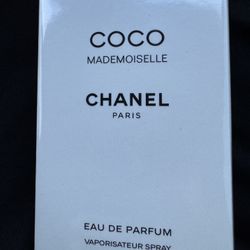 COCO
MADEMOISELLE
CHANEL
PARIS
EAU DE PARFUM
VAPORISATEUR SPRAY